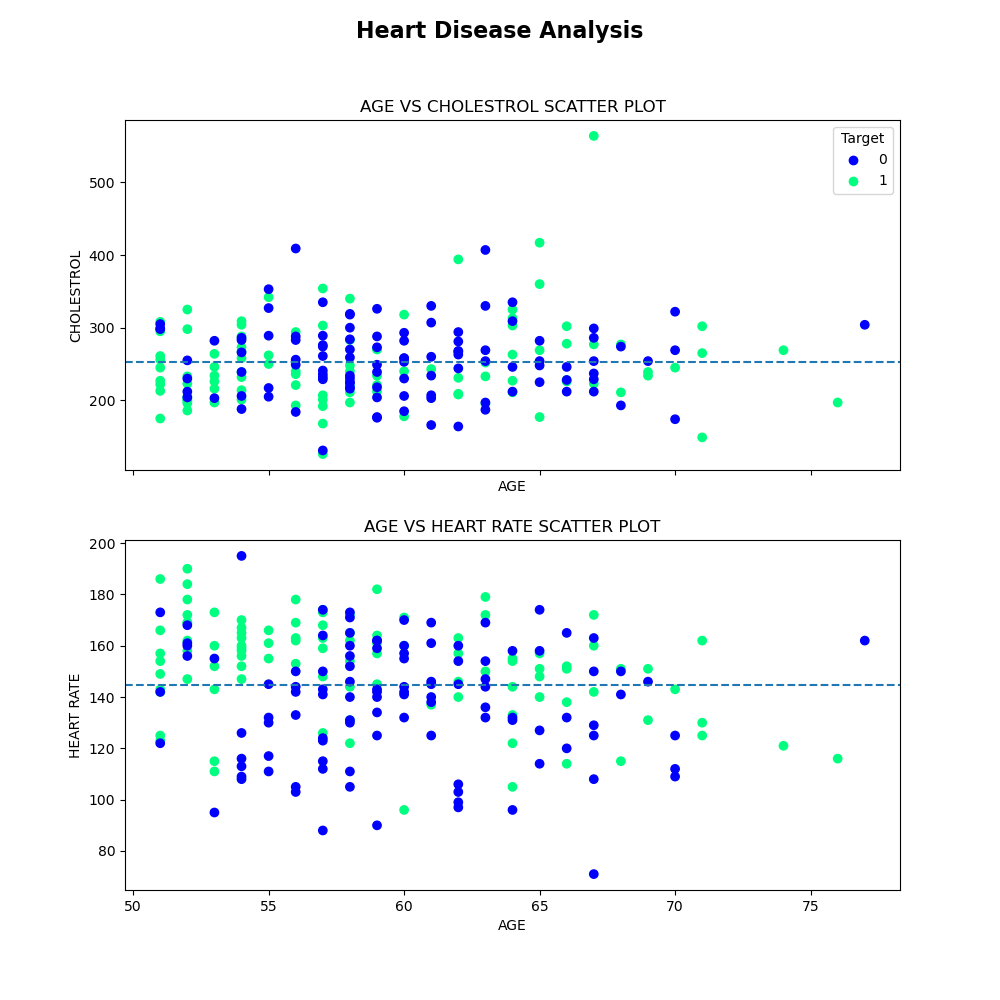 Heart Disease Analysis
AGE VS CHOLESTROL SCATTER PLOT
Target
0
1
500
400
300
200
CHOLESTROL
AGE
AGE VS HEART RATE SCATTER PLOT
200
180
160
140
120
100
80
HEART RATE
50 55 60 65 70 75
AGE